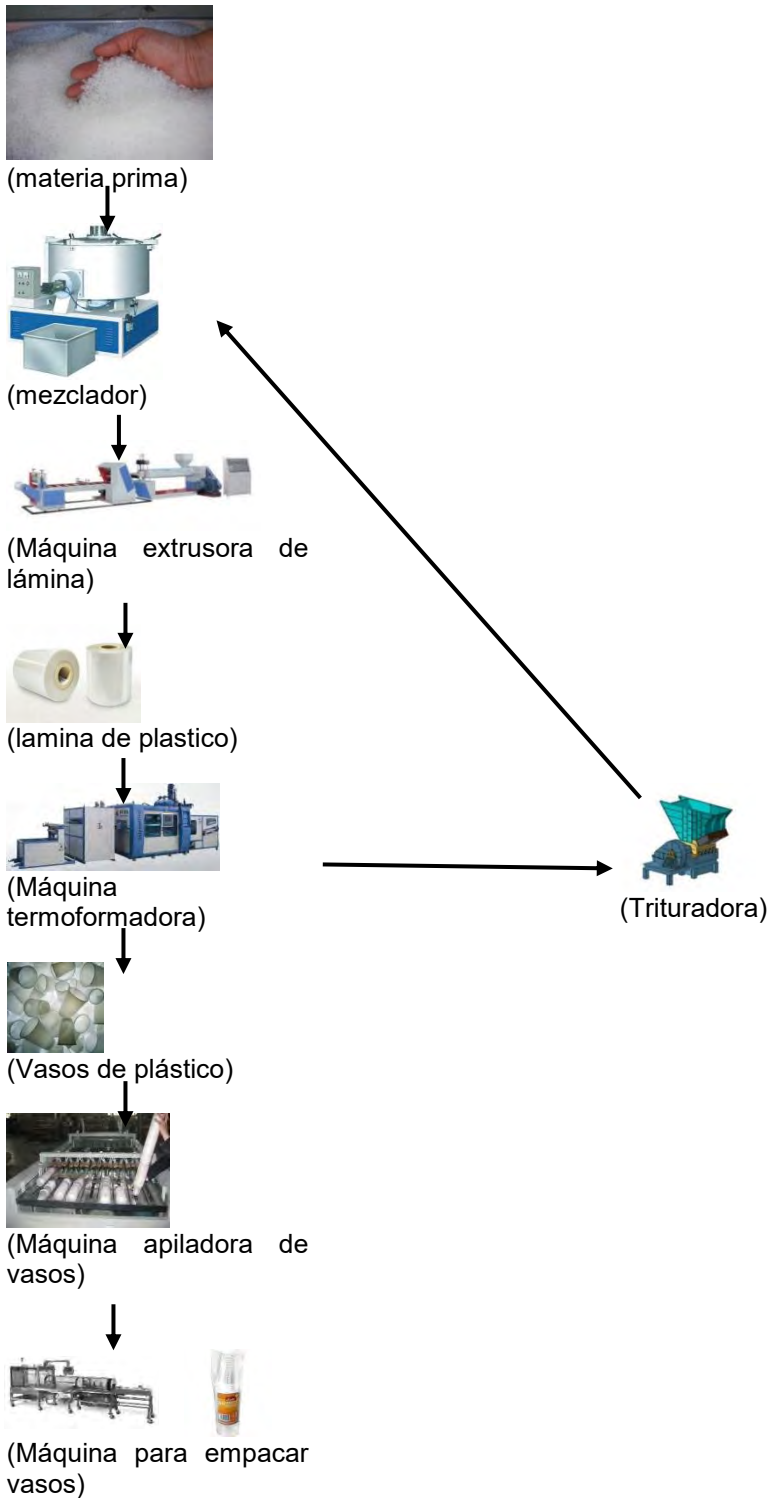 (materia prima)
(mezclador)
(Máquina extrusora de
lámina)
(lamina de plastico)
(Máquina
termoformadora)
(Trituradora)
(Vasos de plástico)
(Máquina apiladora de
vasos)
(Máquina para empacar
vasos)